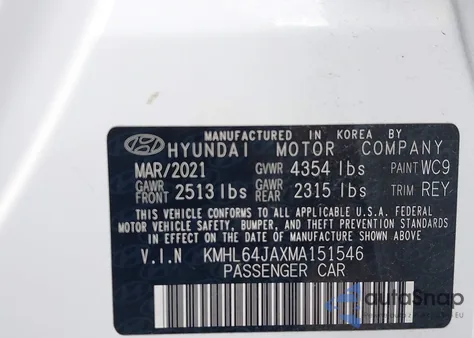 MANUFACTURED IN KOREA BY
HYUNDAI MOTOR COMPANY
MAR/2021 GVWR 4354 lbs PAINT WC9
GAWR FRONT 2513 lbs GAWR REAR 2315 lbs TRIM REY
THIS VEHICLE CONFORMS TO ALL APPLICABLE U.S.A. FEDERAL
MOTOR VEHICLE SAFETY, BUMPER, AND THEFT PREVENTION STANDARDS
IN EFFECT ON THE DATE OF MANUFACTURE SHOWN ABOVE.
V.I.N KMHL64JAXMA151546
PASSENGER CAR
autoSnap